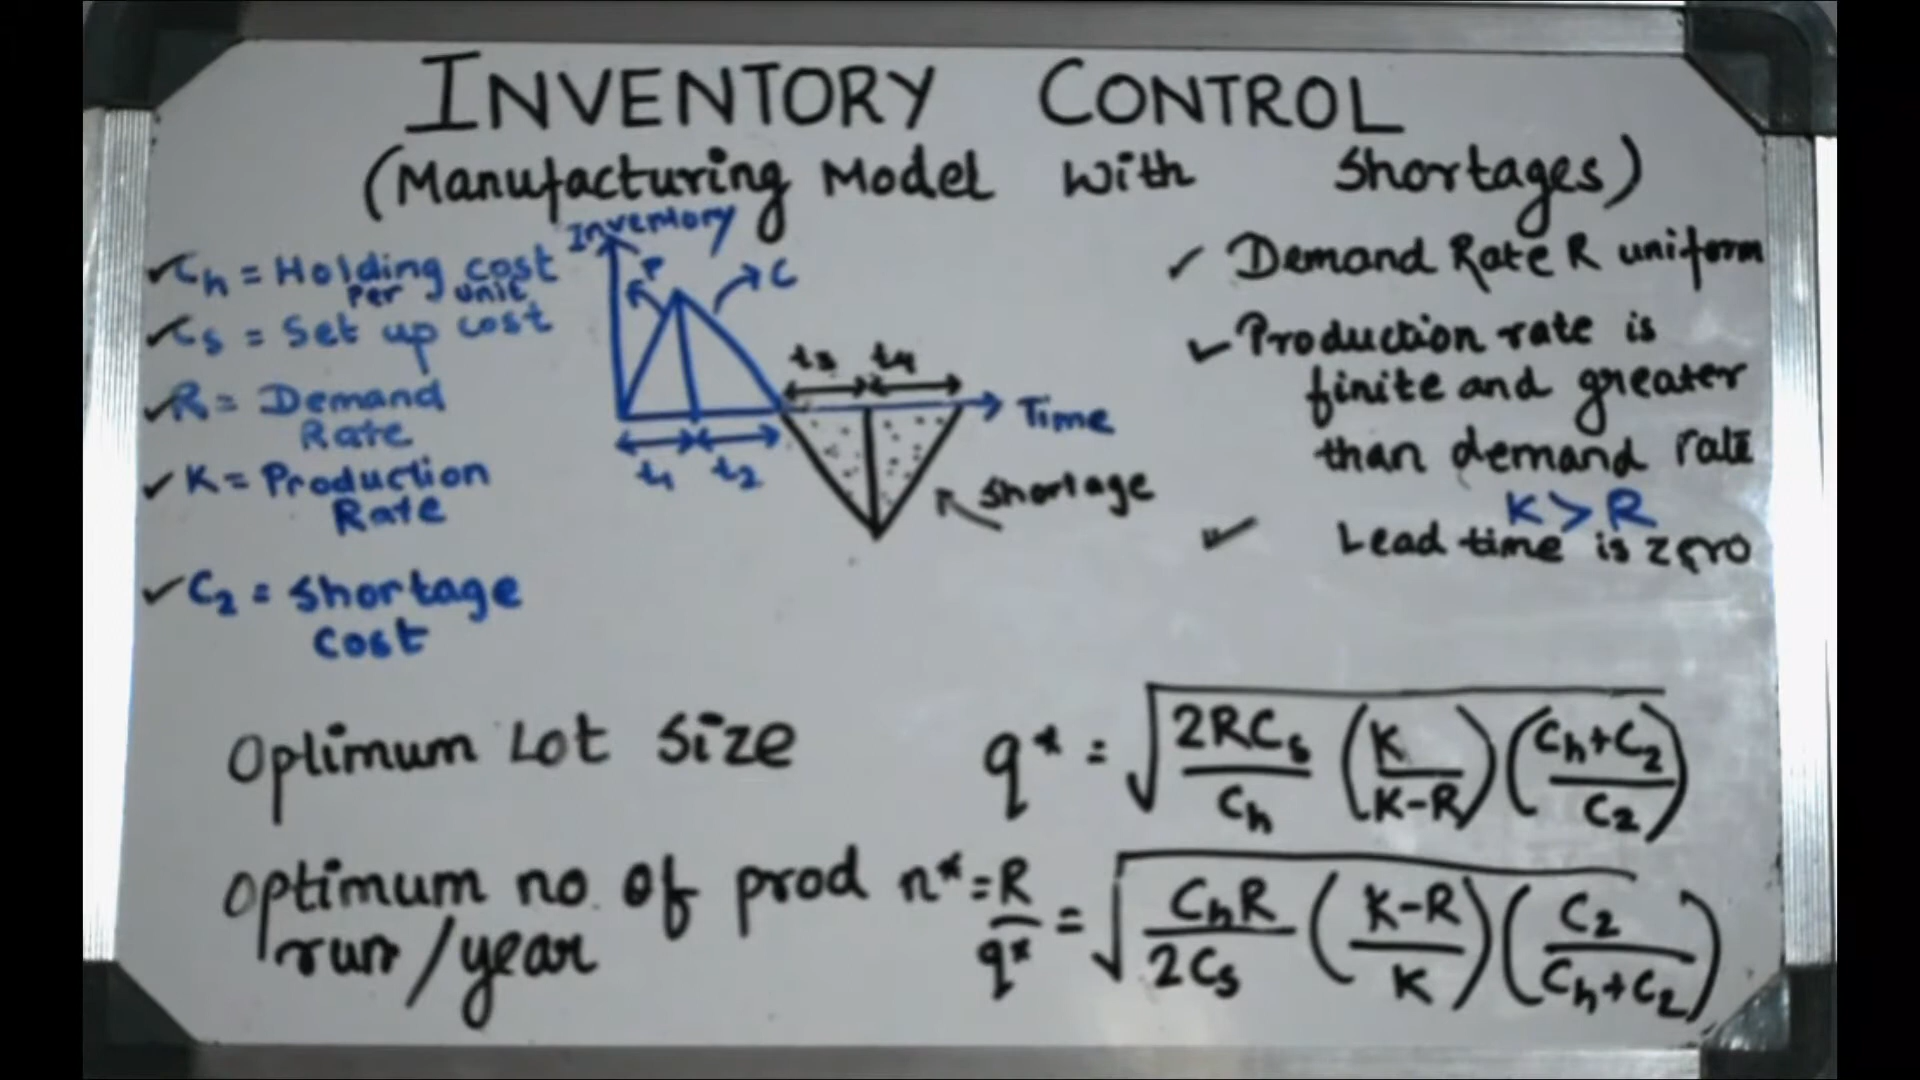 INVENTORY CONTROL
(Manufacturing Model with Shortages)
Ch = Holding cost
Per unit
Cs = Set up cost
R = Demand
Rate
K = Production
Rate
C2 = Shortage
Cost
Inventory
P
C
t3 t4
Time
t1 t2
Shortage
Demand Rate R uniform
Production rate is
finite and greater
than demand rate
K > R
Lead time is zero
Optimum Lot Size q* = √(2RCs/Ch (K/K-R) (Ch+C2/C2))
Optimum no. of prod n* = R/q* = √(ChR/2Cs (K-R/K) (C2/Ch+C2))
run/year